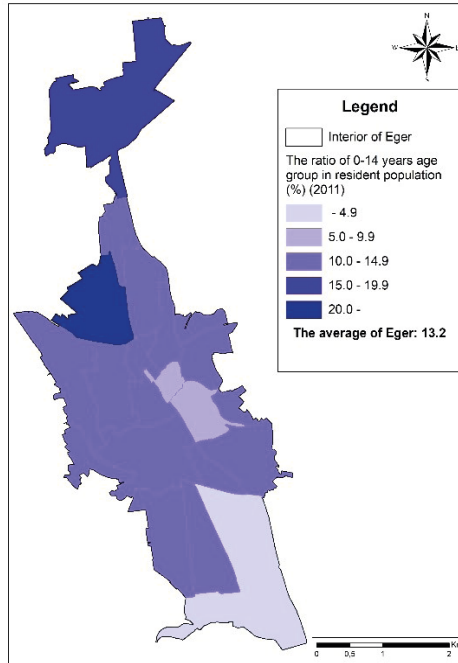 N
W
S
Legend
Interior of Eger
The ratio of 0-14 years age
group in resident population
(%) (2011)
- 4.9
5.0 - 9.9
10.0 - 14.9
15.0 - 19.9
20.0 -
The average of Eger: 13.2
0 0,5 1 2